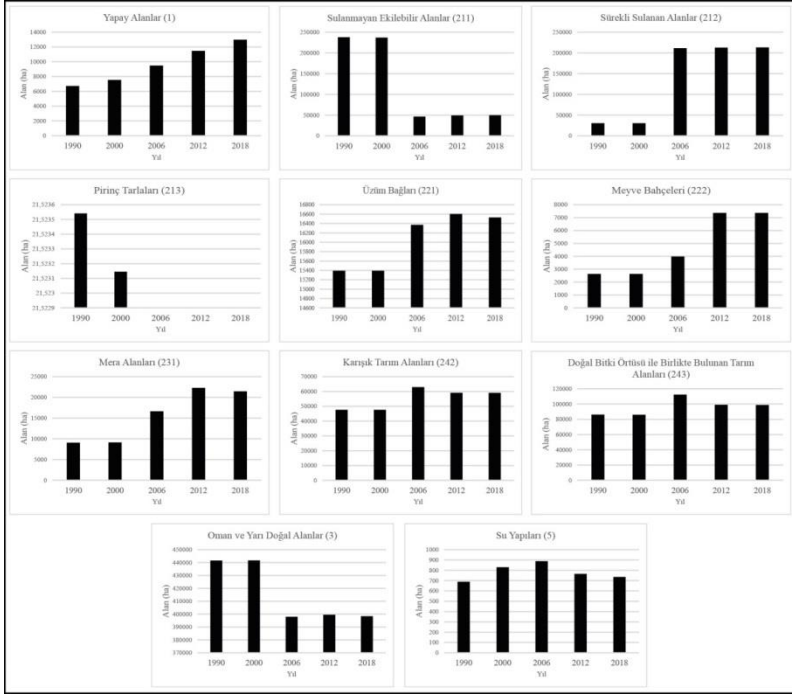 Yapay Alanlar (1)
14000
12000
10000
8000
6000
4000
2000
0
Alan (ha)
1990 2000 2006 2012 2018
Yıl
Sulanmayan Ekilebilir Alanlar (211)
250000
200000
150000
100000
50000
0
Alan (ha)
1990 2000 2006 2012 2018
Yıl
Sürekli Sulanan Alanlar (212)
250000
200000
150000
100000
50000
0
Alan (ha)
1990 2000 2006 2012 2018
Yıl
Pirinç Tarlaları (213)
21,5236
21,5235
21,5234
21,5233
21,5232
21,5231
21,523
21,5229
Alan (ha)
1990 2000 2006 2012 2018
Yıl
Üzüm Bağları (221)
16800
16600
16400
16200
16000
15800
15600
15400
15200
15000
14800
14600
Alan (ha)
1990 2000 2006 2012 2018
Yıl
Meyve Bahçeleri (222)
8000
7000
6000
5000
4000
3000
2000
1000
0
Alan (ha)
1990 2000 2006 2012 2018
Yıl
Mera Alanları (231)
25000
20000
15000
10000
5000
0
Alan (ha)
1990 2000 2006 2012 2018
Yıl
Karışık Tarım Alanları (242)
70000
60000
50000
40000
30000
20000
10000
0
Alan (ha)
1990 2000 2006 2012 2018
Yıl
Doğal Bitki Örtüsü ile Birlikte Bulunan Tarım
Alanları (243)
120000
100000
80000
60000
40000
20000
0
Alan (ha)
1990 2000 2006 2012 2018
Yıl
Oman ve Yarı Doğal Alanlar (3)
450000
440000
430000
420000
410000
400000
390000
380000
370000
Alan (ha)
1990 2000 2006 2012 2018
Yıl
Su Yapıları (5)
1000
900
800
700
600
500
400
300
200
100
0
Alan (ha)
1990 2000 2006 2012 2018
Yıl